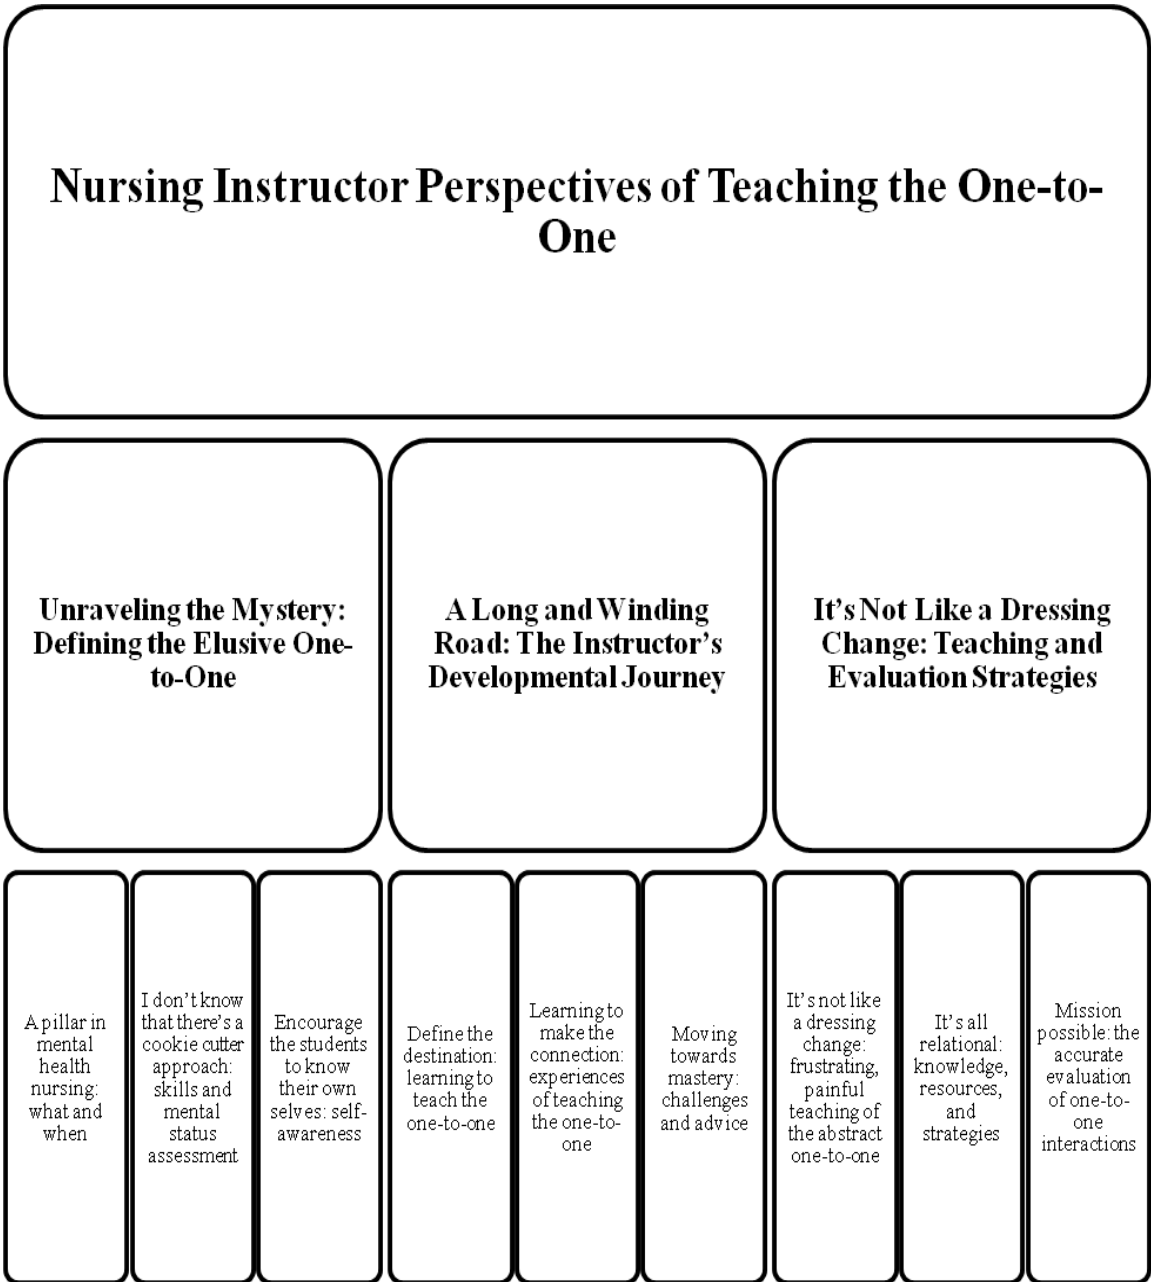 Nursing Instructor Perspectives of Teaching the One-to-
One
Unraveling the Mystery:
Defining the Elusive One-
to-One
A Long and Winding
Road: The Instructor’s
Developmental Journey
It’s Not Like a Dressing
Change: Teaching and
Evaluation Strategies
A pillar in
mental
health
nursing:
what and
when
I don’t know
that there’s a
cookie cutter
approach:
skills and
mental
status
assessment
Encourage
the students
to know
their own
selves: self-
awareness
Define the
destination:
learning to
teach the
one-to-one
Learning to
make the
connection:
experiences
of teaching
the one-to-
one
Moving
towards
mastery:
challenges
and advice
It’s not like
a dressing
change:
frustrating,
painful
teaching of
the abstract
one-to-one
It’s all
relational:
knowledge,
resources,
and
strategies
Mission
possible: the
accurate
evaluation
of one-to-
one
interactions